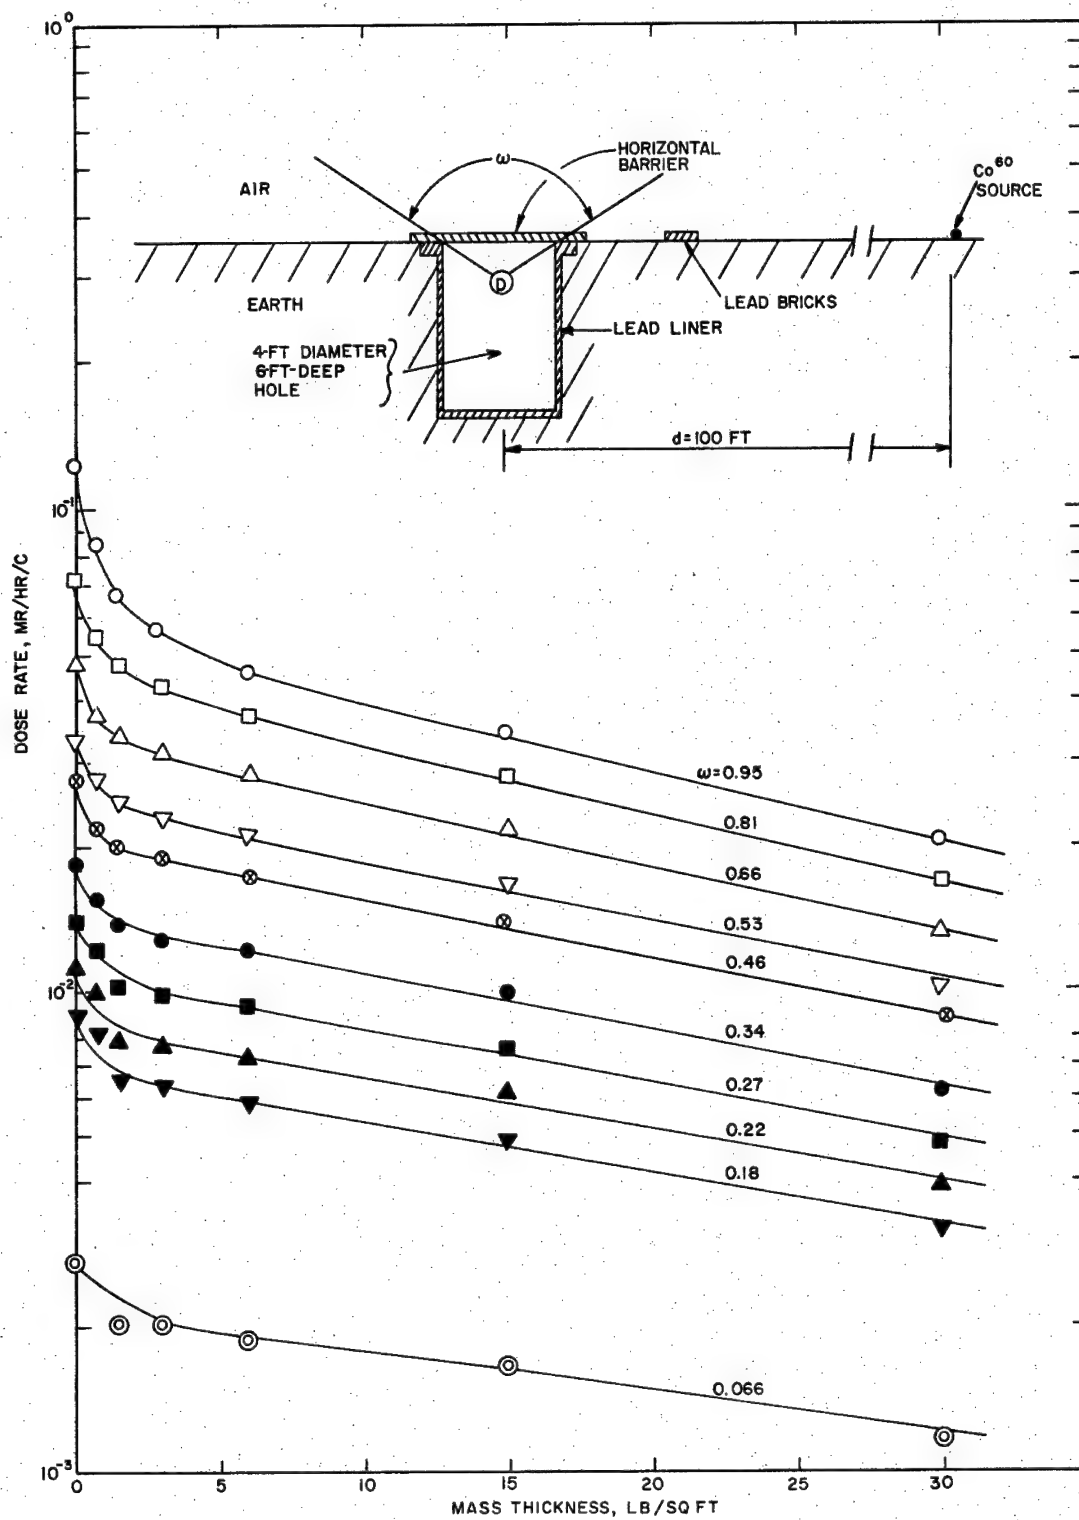 10⁰
ω
HORIZONTAL
BARRIER
AIR
Co⁶⁰
SOURCE
D
EARTH
LEAD BRICKS
LEAD LINER
4-FT DIAMETER
6-FT-DEEP
HOLE
d=100 FT
10⁻¹
DOSE RATE, MR/HR/C
ω=0.95
0.81
0.66
0.53
0.46
10⁻²
0.34
0.27
0.22
0.18
0.066
10⁻³
0 5 10 15 20 25 30
MASS THICKNESS, LB/SQ FT